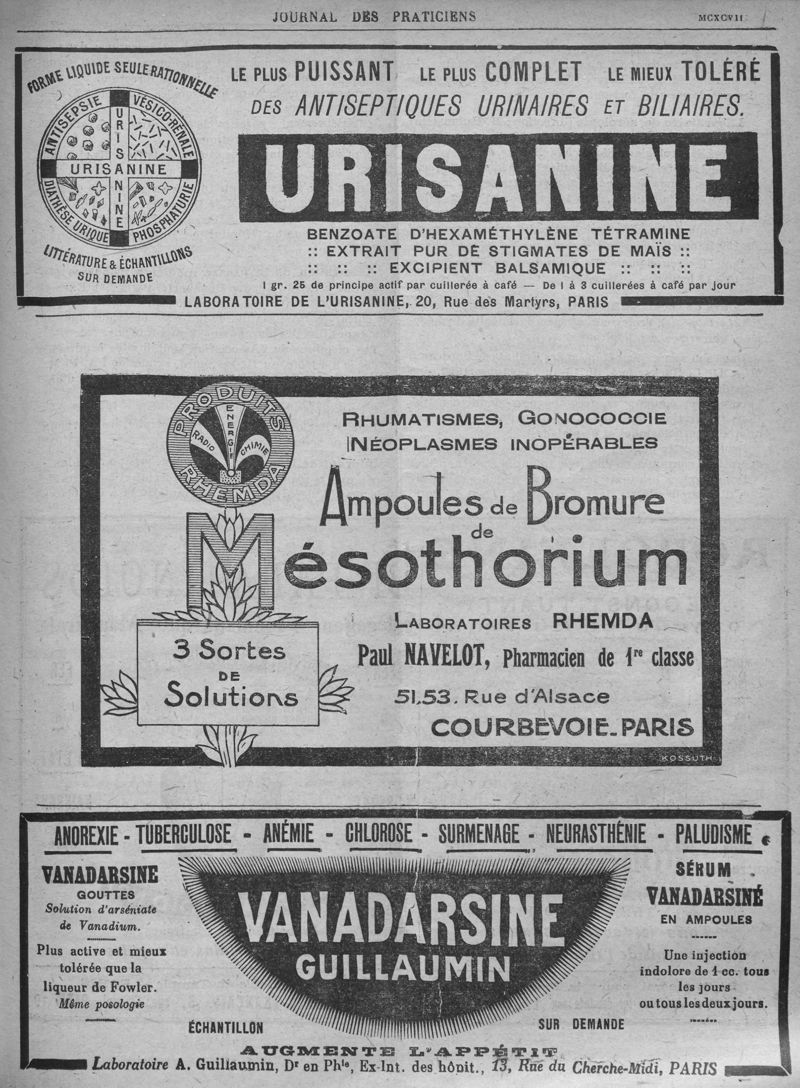 JOURNAL DES PRATICIENS
MCXCVII
FORME LIQUIDE SEULE RATIONNELLE
ANTISEPSIE VÉSICO-RÉNALE
URISANINE
URISANINE
DIATHÈSE URIQUE PHOSPHATURIE
LITTÉRATURE & ÉCHANTILLONS
SUR DEMANDE
LE PLUS PUISSANT LE PLUS COMPLET LE MIEUX TOLÉRÉ
DES ANTISEPTIQUES URINAIRES ET BILIAIRES.
URISANINE
BENZOATE D'HEXAMÉTHYLÈNE TÉTRAMINE
:: EXTRAIT PUR DE STIGMATES DE MAÏS ::
:: :: :: EXCIPIENT BALSAMIQUE :: :: ::
1 gr. 25 de principe actif par cuillerée à café — De 1 à 3 cuillerées à café par jour
LABORATOIRE DE L'URISANINE, 20, Rue des Martyrs, PARIS
PRODUITS
RHEMDA
RADIO
ENERGIE
CHIMIE
RHUMATISMES, GONOCOCCIE
NÉOPLASMES INOPÉRABLES
Ampoules de Bromure
de
Mésothorium
3 Sortes
DE
Solutions
LABORATOIRES RHEMDA
Paul NAVELOT, Pharmacien de 1re classe
51.53. Rue d'Alsace
COURBEVOIE-PARIS
KOSSUTH
ANOREXIE - TUBERCULOSE - ANÉMIE - CHLOROSE - SURMENAGE - NEURASTHÉNIE - PALUDISME
VANADARSINE
GOUTTES
Solution d'arséniate
de Vanadium.
Plus active et mieux
tolérée que la
liqueur de Fowler.
Même posologie
VANADARSINE
GUILLAUMIN
SÉRUM
VANADARSINÉ
EN AMPOULES
Une injection
indolore de 1 cc. tous
les jours
ou tous les deux jours.
ÉCHANTILLON
SUR DEMANDE
AUGMENTE L'APPÉTIT
Laboratoire A. Guillaumin, Dr en Phie, Ex-Int. des hôpit., 13, Rue du Cherche-Midi, PARIS